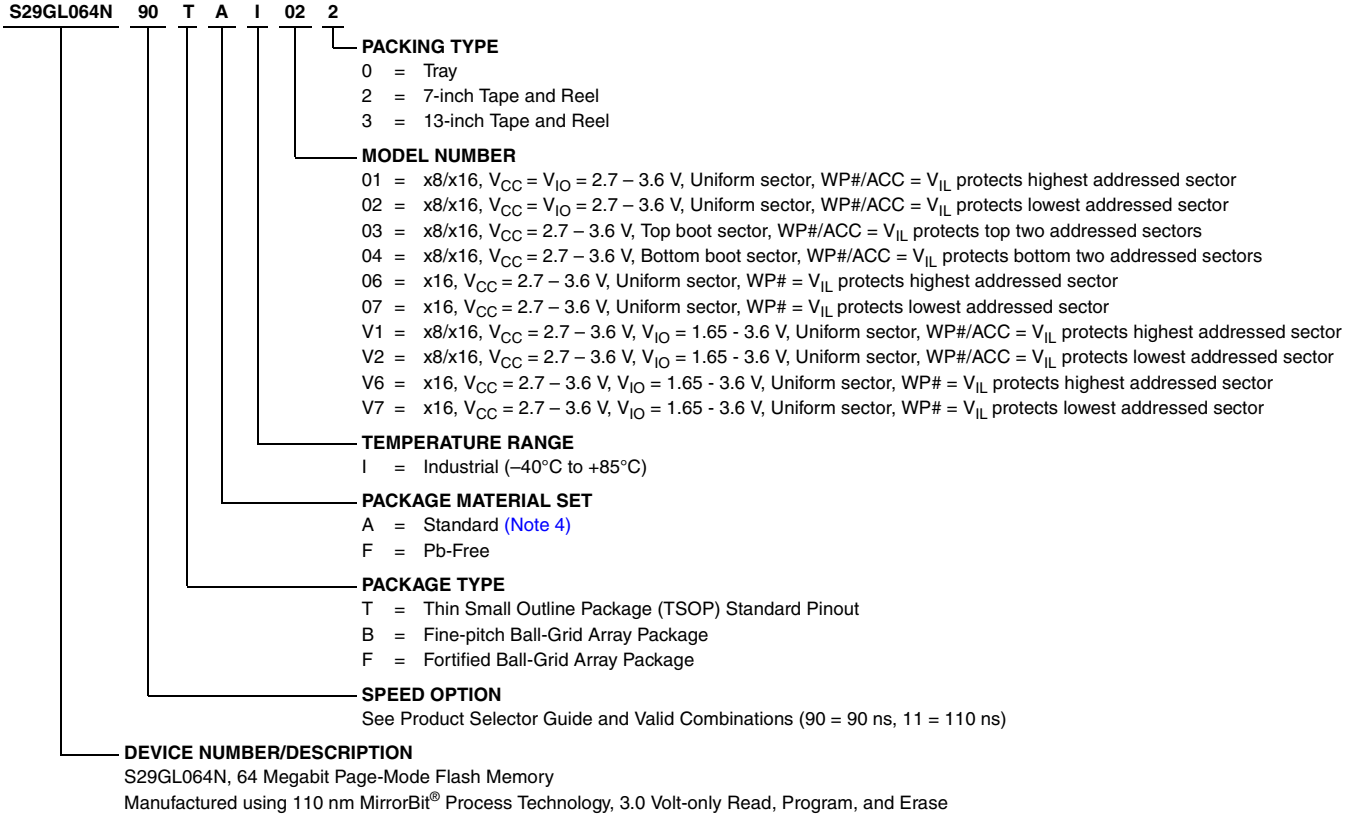 S29GL064N 90 T A I 02 2
PACKING TYPE
0 = Tray
2 = 7-inch Tape and Reel
3 = 13-inch Tape and Reel
MODEL NUMBER
01 = x8/x16, VCC = VIO = 2.7 – 3.6 V, Uniform sector, WP#/ACC = VIL protects highest addressed sector
02 = x8/x16, VCC = VIO = 2.7 – 3.6 V, Uniform sector, WP#/ACC = VIL protects lowest addressed sector
03 = x8/x16, VCC = 2.7 – 3.6 V, Top boot sector, WP#/ACC = VIL protects top two addressed sectors
04 = x8/x16, VCC = 2.7 – 3.6 V, Bottom boot sector, WP#/ACC = VIL protects bottom two addressed sectors
06 = x16, VCC = 2.7 – 3.6 V, Uniform sector, WP# = VIL protects highest addressed sector
07 = x16, VCC = 2.7 – 3.6 V, Uniform sector, WP# = VIL protects lowest addressed sector
V1 = x8/x16, VCC = 2.7 – 3.6 V, VIO = 1.65 - 3.6 V, Uniform sector, WP#/ACC = VIL protects highest addressed sector
V2 = x8/x16, VCC = 2.7 – 3.6 V, VIO = 1.65 - 3.6 V, Uniform sector, WP#/ACC = VIL protects lowest addressed sector
V6 = x16, VCC = 2.7 – 3.6 V, VIO = 1.65 - 3.6 V, Uniform sector, WP# = VIL protects highest addressed sector
V7 = x16, VCC = 2.7 – 3.6 V, VIO = 1.65 - 3.6 V, Uniform sector, WP# = VIL protects lowest addressed sector
TEMPERATURE RANGE
I = Industrial (–40°C to +85°C)
PACKAGE MATERIAL SET
A = Standard (Note 4)
F = Pb-Free
PACKAGE TYPE
T = Thin Small Outline Package (TSOP) Standard Pinout
B = Fine-pitch Ball-Grid Array Package
F = Fortified Ball-Grid Array Package
SPEED OPTION
See Product Selector Guide and Valid Combinations (90 = 90 ns, 11 = 110 ns)
DEVICE NUMBER/DESCRIPTION
S29GL064N, 64 Megabit Page-Mode Flash Memory
Manufactured using 110 nm MirrorBit® Process Technology, 3.0 Volt-only Read, Program, and Erase